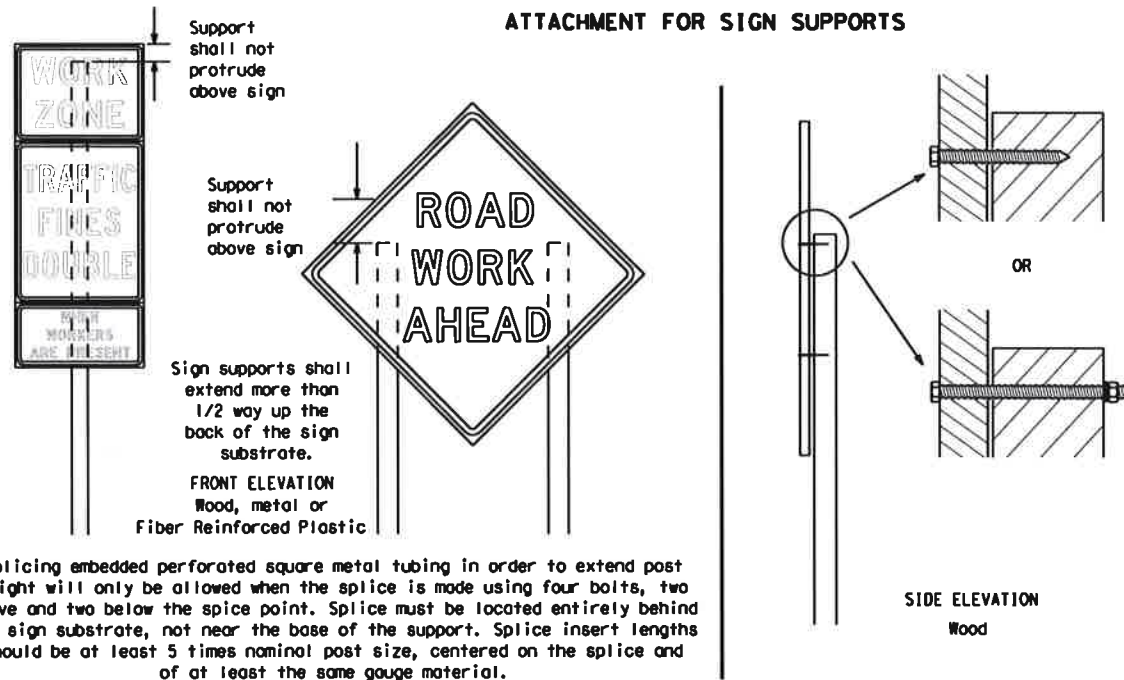 ATTACHMENT FOR SIGN SUPPORTS
Support
shall not
protrude
above sign
WORK
ZONE
TRAFFIC
FINES
DOUBLE
WHEN
WORKERS
ARE PRESENT
Support
shall not
protrude
above sign
ROAD
WORK
AHEAD
Sign supports shall
extend more than
1/2 way up the
back of the sign
substrate.
FRONT ELEVATION
Wood, metal or
Fiber Reinforced Plastic
OR
SIDE ELEVATION
Wood
plicing embedded perforated square metal tubing in order to extend post
ight will only be allowed when the splice is made using four bolts, two
ve and two below the spice point. Splice must be located entirely behind
sign substrate, not near the base of the support. Splice insert lengths
hould be at least 5 times nominal post size, centered on the splice and
of at least the same gauge material.